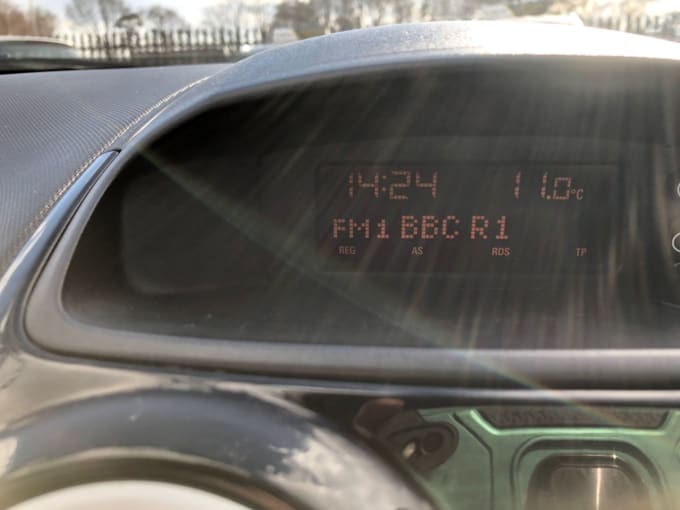 14:24 11.0°C
FM1 BBC R1
REG AS RDS TP